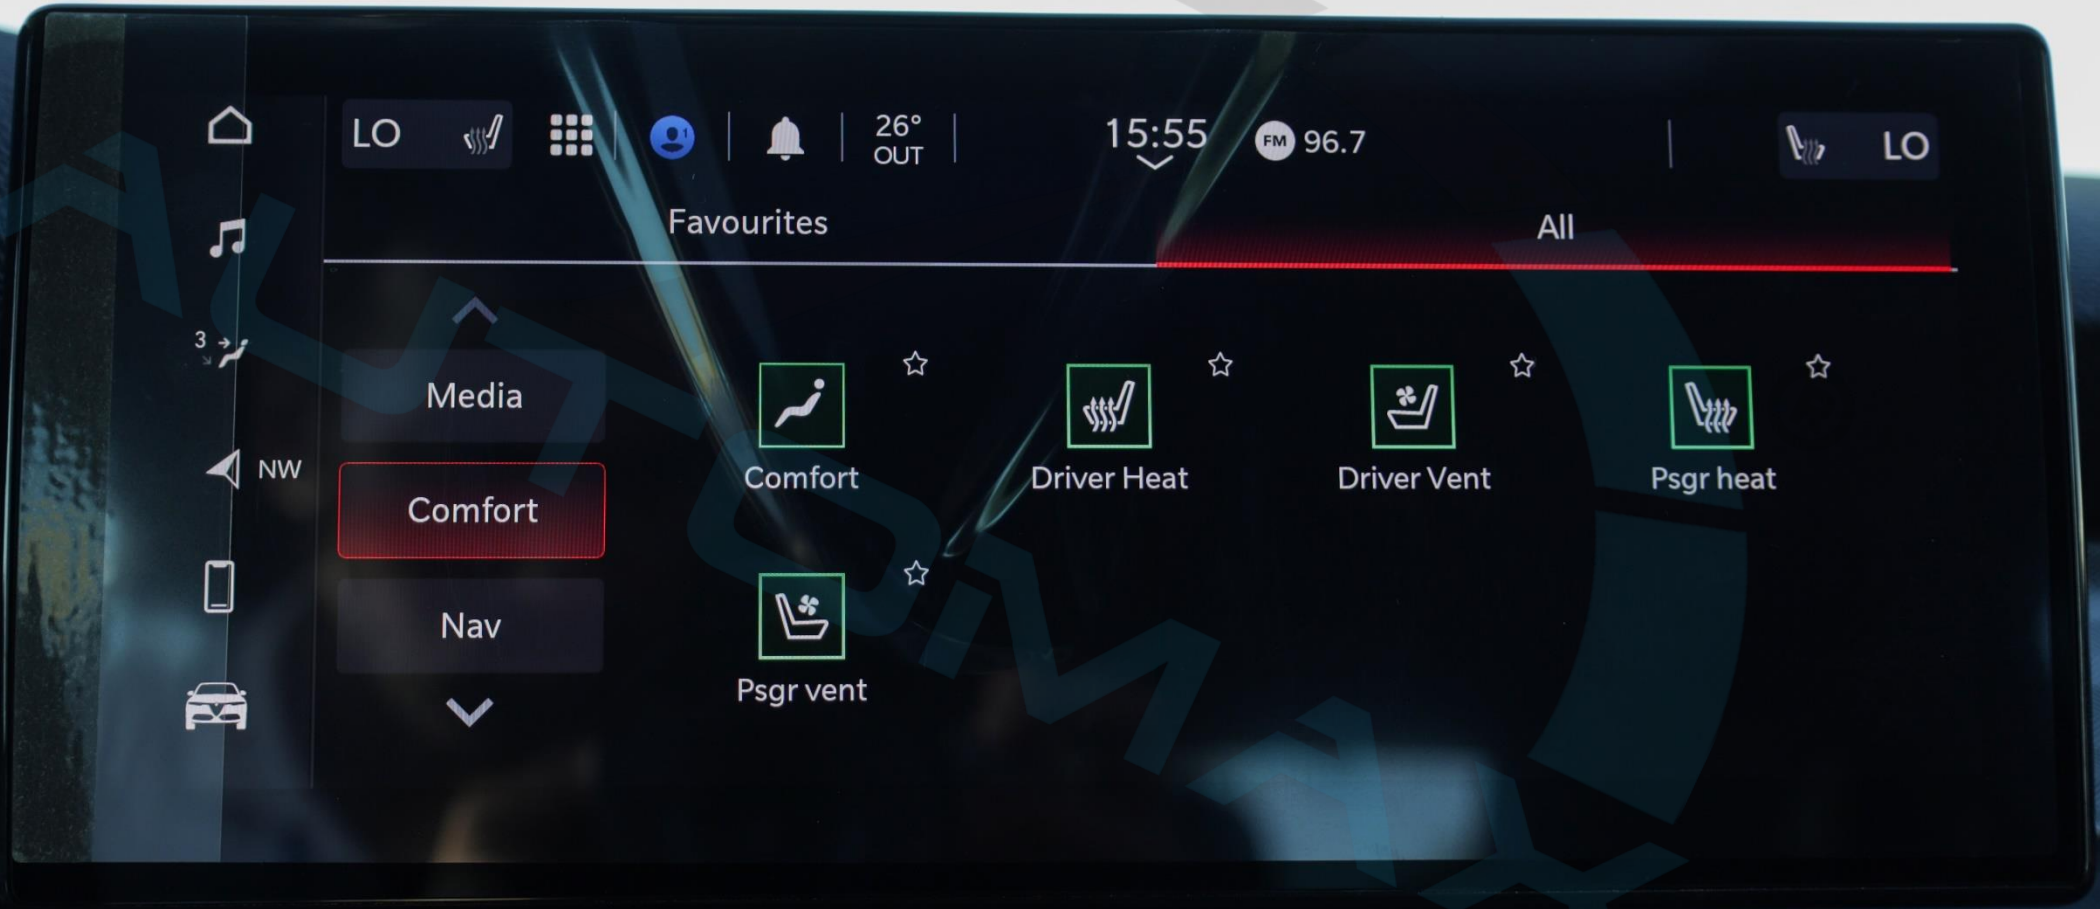 LO
26°
OUT
15:55
FM 96.7
LO
Favourites
All
3
Media
Comfort
Driver Heat
Driver Vent
Psgr heat
NW
Comfort
Nav
Psgr vent
AUTOMAX